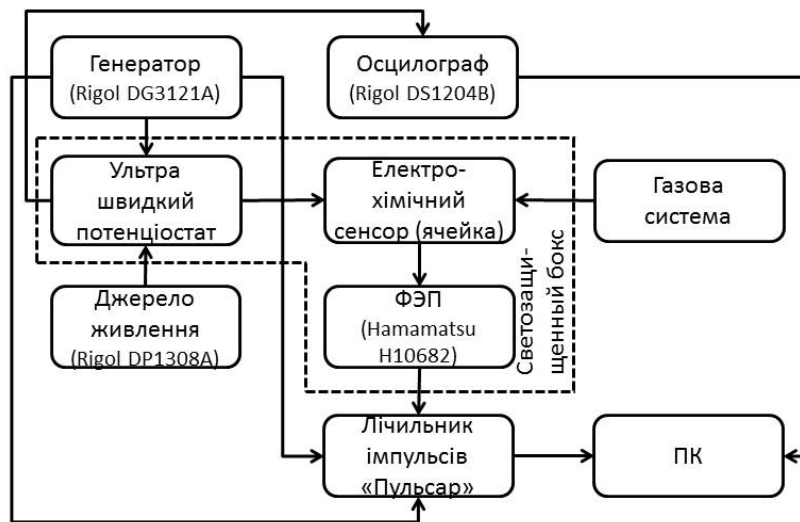 Генератор
(Rigol DG3121A)
Осцилограф
(Rigol DS1204B)
Ультра
швидкий
потенціостат
Електро-
хімічний
сенсор (ячейка)
Газова
система
Джерело
живлення
(Rigol DP1308A)
ФЭП
(Hamamatsu
H10682)
Светозащи-
щенный бокс
Лічильник
імпульсів
«Пульсар»
ПК